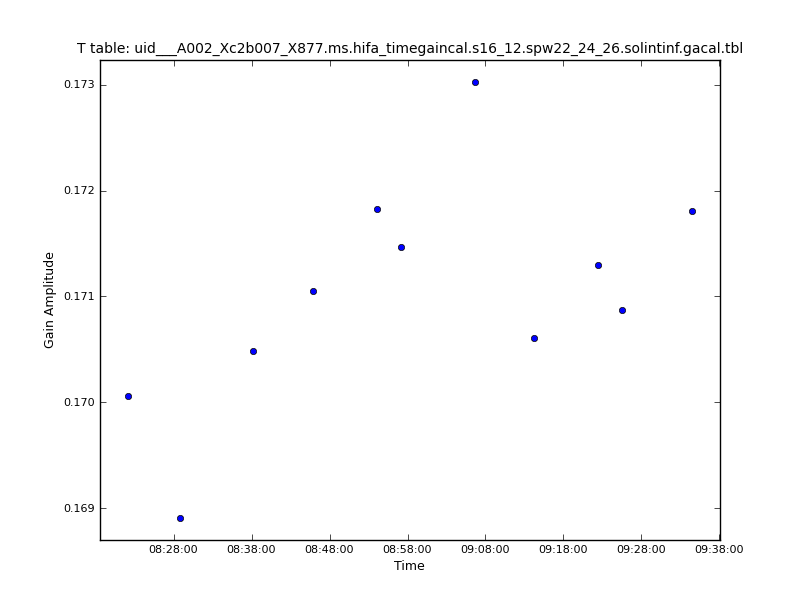 T table: uid___A002_Xc2b007_X877.ms.hifa_timegaincal.s16_12.spw22_24_26.solintinf.gacal.tbl
0.173
0.172
0.171
0.170
0.169
Gain Amplitude
08:28:00 08:38:00 08:48:00 08:58:00 09:08:00 09:18:00 09:28:00 09:38:00
Time